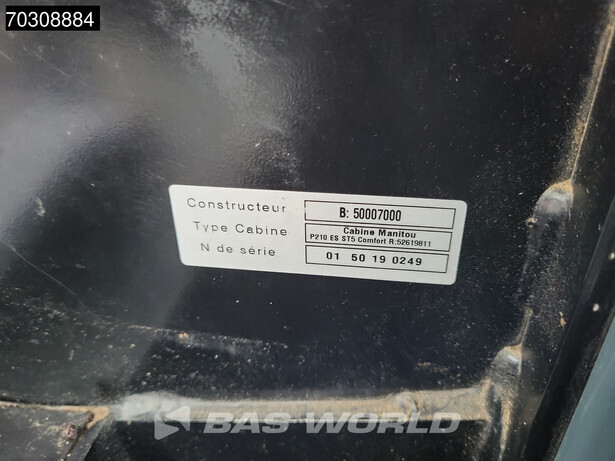 70308884
Constructeur B: 50007000
Type Cabine Cabine Manitou
P210 ES ST5 Comfort R:52619811
N de série 01 50 19 0249
BAS WORLD